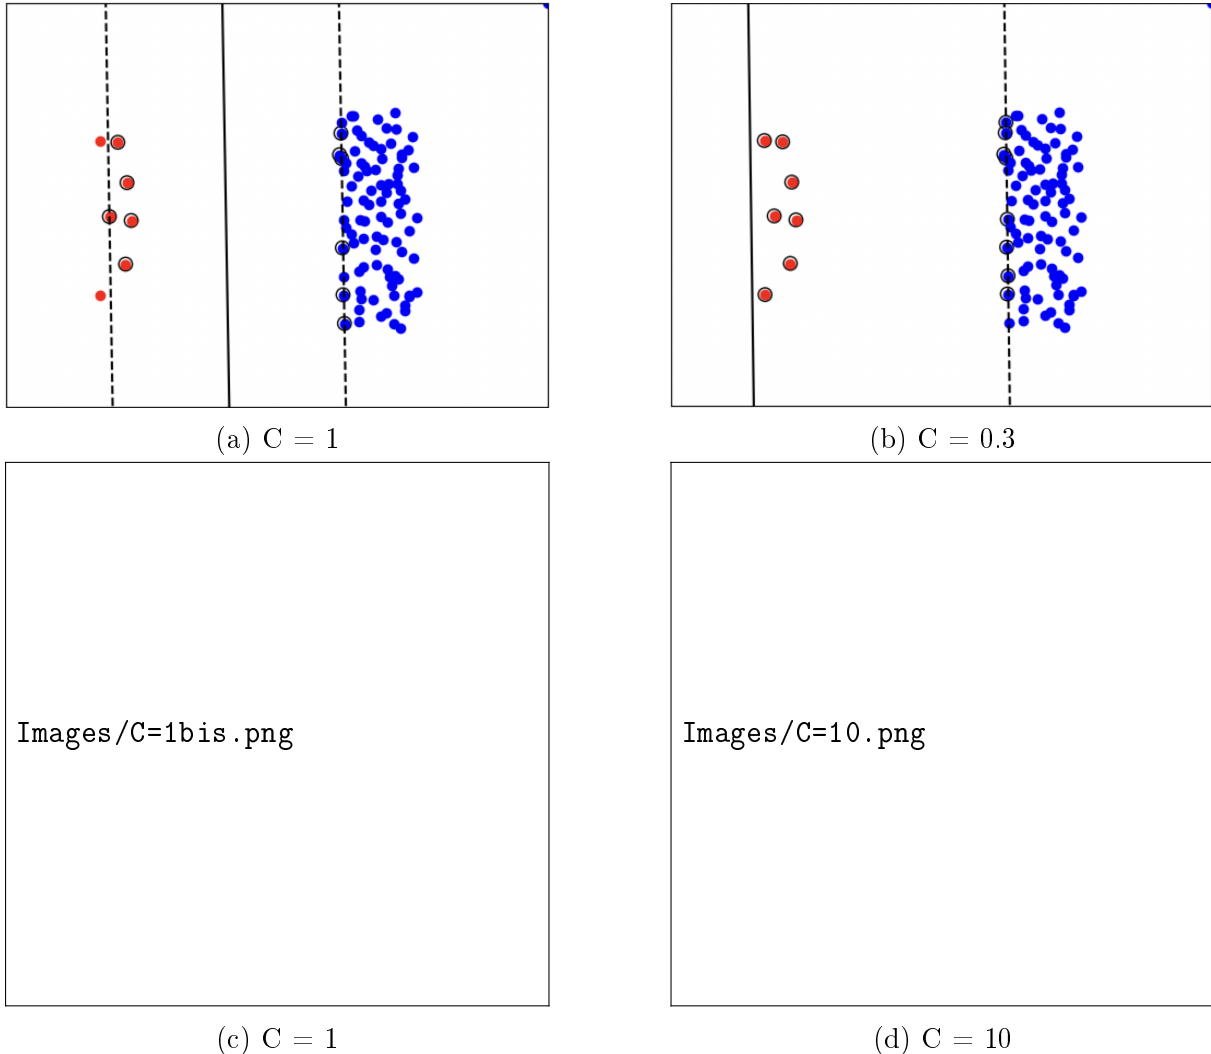 (a) C = 1
(b) C = 0.3
Images/C=1bis.png
Images/C=10.png
(c) C = 1
(d) C = 10